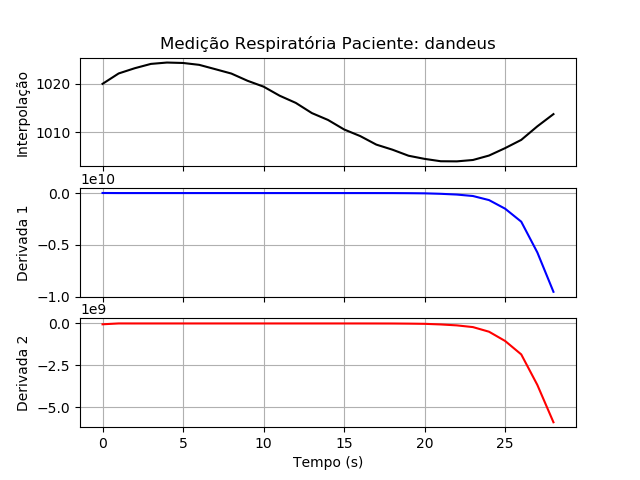 Medição Respiratória Paciente: dandeus
Interpolação
1020
1010
1e10
Derivada 1
0.0
−0.5
−1.0
1e9
Derivada 2
0.0
−2.5
−5.0
0 5 10 15 20 25
Tempo (s)